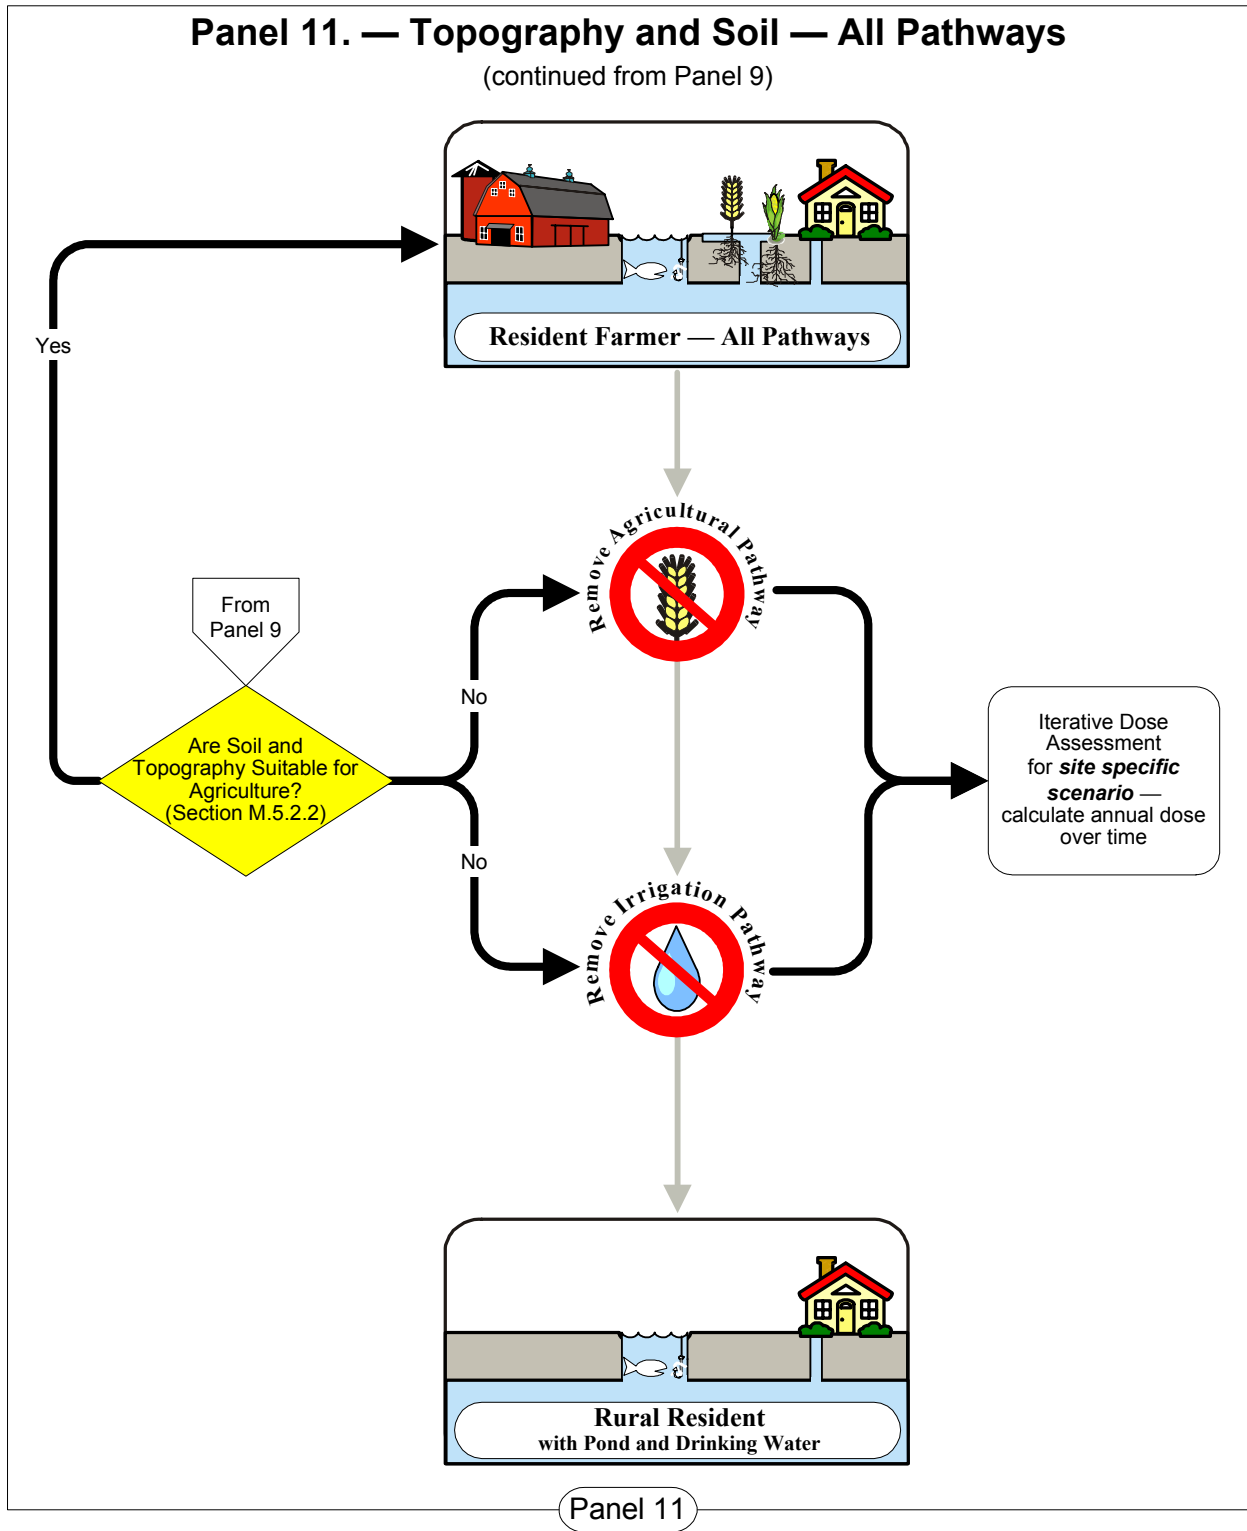 Panel 11. — Topography and Soil — All Pathways
(continued from Panel 9)
Resident Farmer — All Pathways
Yes
Remove Agricultural Pathway
From
Panel 9
No
Are Soil and
Topography Suitable for
Agriculture?
(Section M.5.2.2)
Iterative Dose
Assessment
for site specific
scenario —
calculate annual dose
over time
No
Remove Irrigation Pathway
Rural Resident
with Pond and Drinking Water
Panel 11